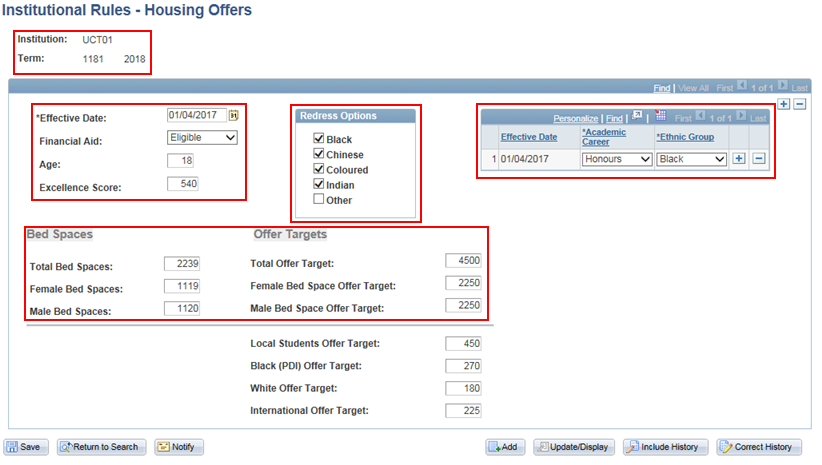 Institutional Rules - Housing Offers
Institution: UCT01
Term: 1181 2018
Find | View All First 1 of 1 Last
*Effective Date: 01/04/2017
Financial Aid: Eligible
Age: 18
Excellence Score: 540
Redress Options
Black
Chinese
Coloured
Indian
Other
Personalize | Find | | First 1 of 1 Last
Effective Date *Academic Career *Ethnic Group
1 01/04/2017 Honours Black
Bed Spaces Offer Targets
Total Bed Spaces: 2239 Total Offer Target: 4500
Female Bed Spaces: 1119 Female Bed Space Offer Target: 2250
Male Bed Spaces: 1120 Male Bed Space Offer Target: 2250
Local Students Offer Target: 450
Black (PDI) Offer Target: 270
White Offer Target: 180
International Offer Target: 225
Save Return to Search Notify Add Update/Display Include History Correct History